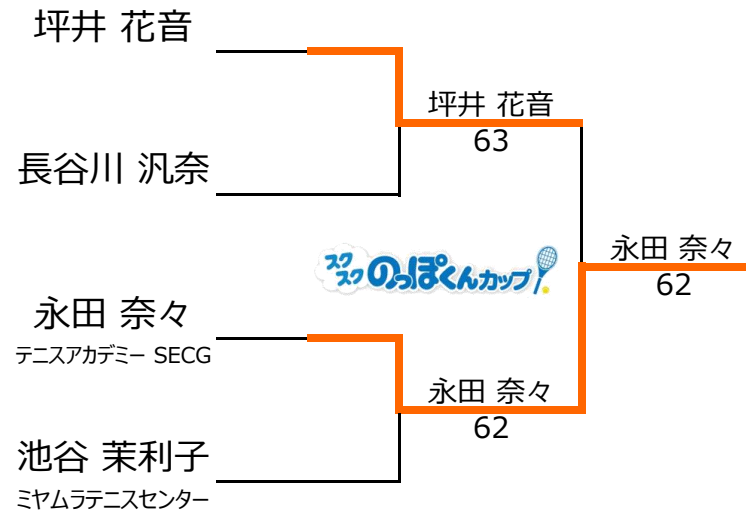 坪井 花音
坪井 花音
63
長谷川 汎奈
スクスク のっぽくんカップ
永田 奈々
62
永田 奈々
テニスアカデミー SECG
永田 奈々
62
池谷 茉利子
ミヤムラテニスセンター